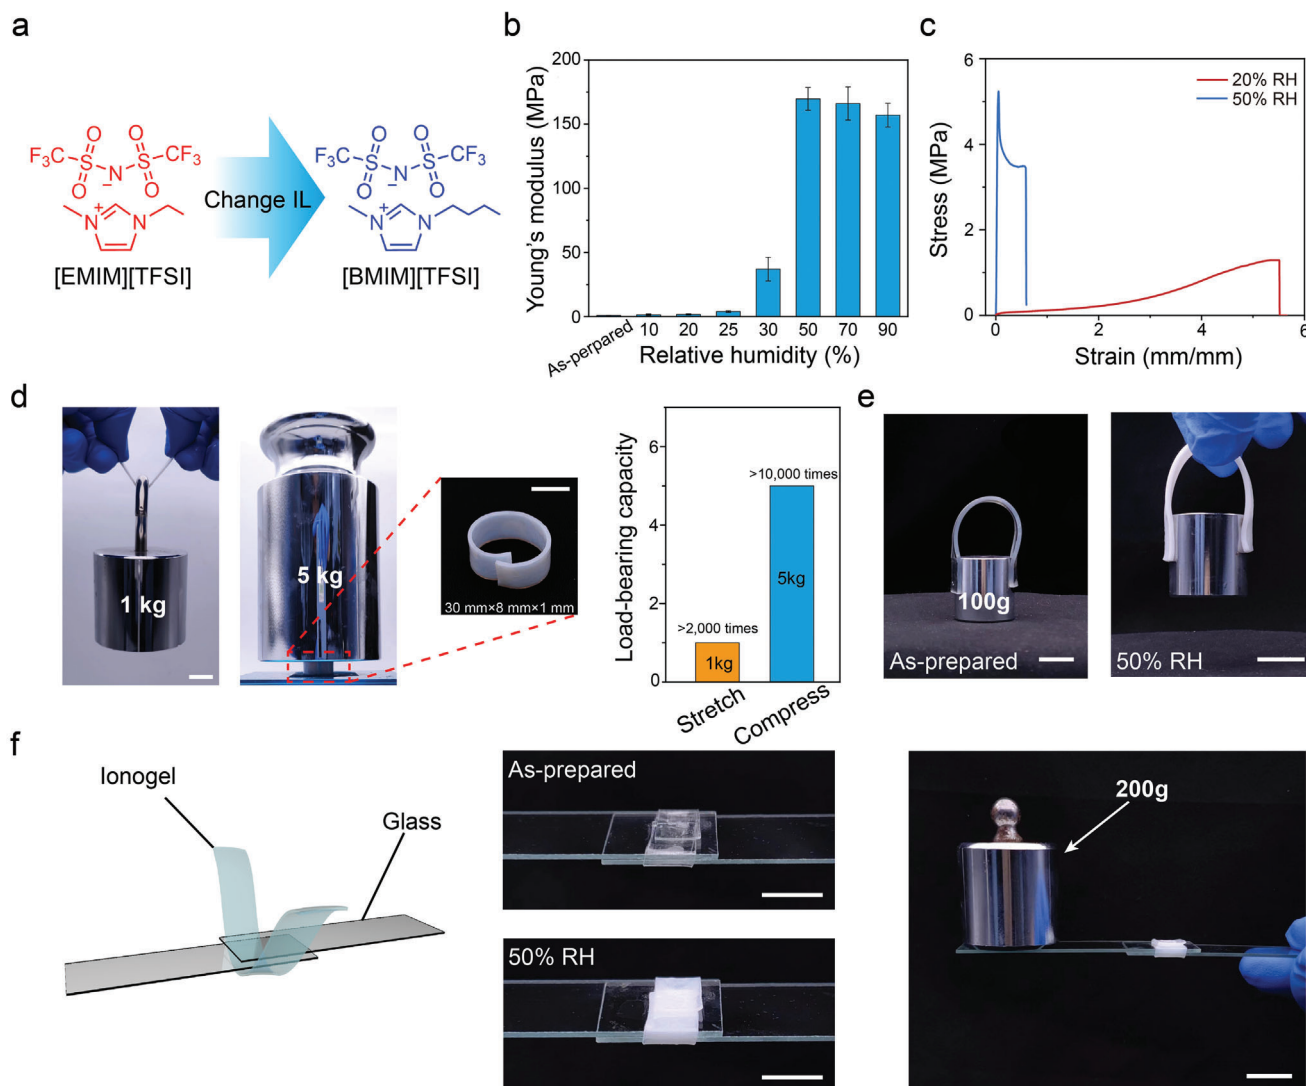 a
CF₃
F₃C
O
O
S
S
O
O
N
−
N
+
N
[EMIM][TFSI]
Change IL
F₃C
CF₃
O
O
S
S
O
O
N
−
N
+
N
[BMIM][TFSI]
b
Young's modulus (MPa)
200
150
100
50
0
As-perpared
10 20 25 30 50 70 90
Relative humidity (%)
c
Stress (MPa)
6
4
2
0
20% RH
50% RH
0 2 4 6
Strain (mm/mm)
d
1 kg
5 kg
30 mm×8 mm×1 mm
Load-bearing capacity
6
4
2
0
>2,000 times
1kg
>10,000 times
5kg
Stretch
Compress
e
100g
As-prepared
50% RH
f
Ionogel
Glass
As-prepared
50% RH
200g